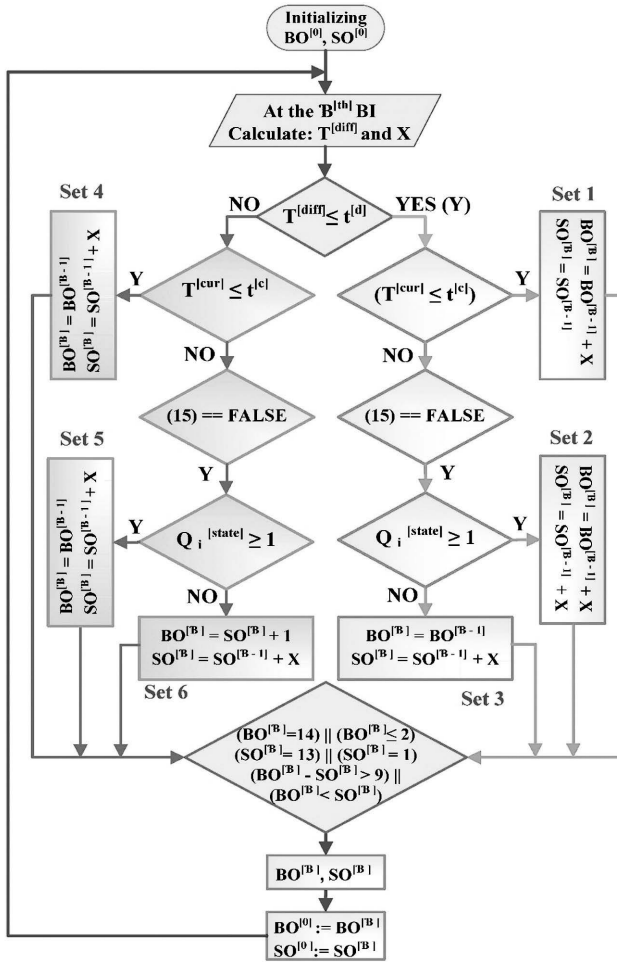 Initializing
BO^[0], SO^[0]
At the B^[th] BI
Calculate: T^[diff] and X
T^[diff] ≤ t^[d]
NO
YES (Y)
Set 4
BO^[B] = BO^[B-1]
SO^[B] = SO^[B-1] + X
Y
T^[cur] ≤ t^[c]
(T^[cur] ≤ t^[c])
Y
Set 1
BO^[B] = BO^[B-1] + X
SO^[B] = SO^[B-1]
NO
NO
(15) == FALSE
(15) == FALSE
Y
Y
Set 5
BO^[B] = BO^[B-1]
SO^[B] = SO^[B-1] + X
Y
Q i ^[state] ≥ 1
Q i ^[state] ≥ 1
Y
Set 2
BO^[B] = BO^[B-1] + X
SO^[B] = SO^[B-1] + X
NO
NO
BO^[B] = SO^[B] + 1
SO^[B] = SO^[B-1] + X
Set 6
BO^[B] = BO^[B-1]
SO^[B] = SO^[B-1] + X
Set 3
(BO^[B] =14) || (BO^[B] ≤ 2)
(SO^[B] = 13) || (SO^[B] = 1)
(BO^[B] - SO^[B] > 9) ||
(BO^[B] < SO^[B])
BO^[B], SO^[B]
BO^[0] := BO^[B]
SO^[0] := SO^[B]